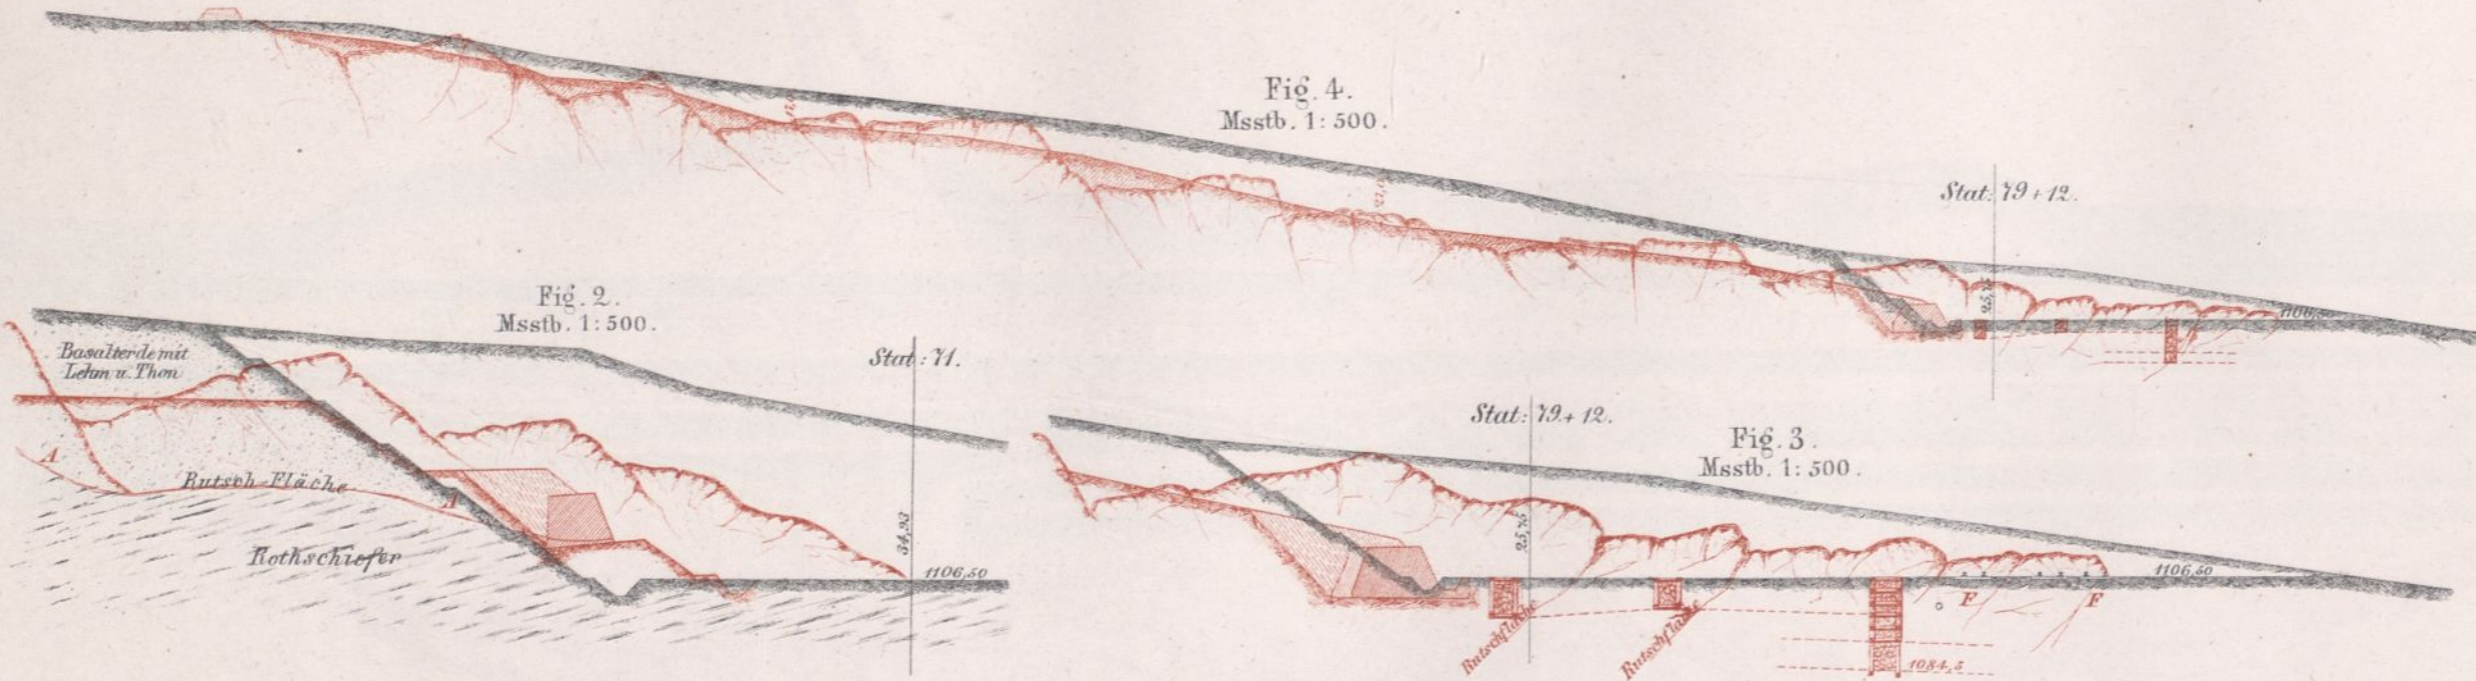 Fig. 4.
Msstb. 1:500.
Stat: 79+12.
25,75
1106,50
Fig. 2.
Msstb. 1:500.
Stat: 71.
Basalterde mit
Lehm u. Thon
A
Rutsch-Fläche
A
Rothschiefer
34,93
1106,50
Stat: 79+12.
Fig. 3.
Msstb. 1:500.
25,75
1106,50
F
F
Rutschfläche
Rutschfläche
1084,5